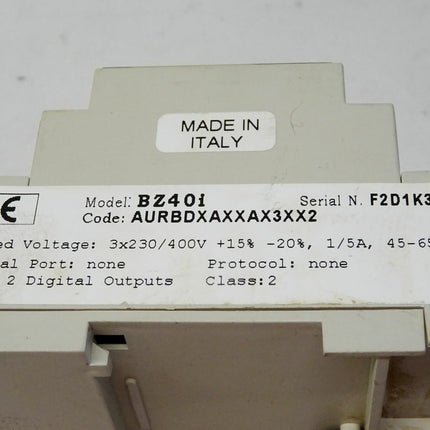 MADE IN
ITALY
CE Model: BZ40i Serial N. F2D1K3
Code: AURBDXAXXAX3XX2
ed Voltage: 3x230/400V +15% -20%, 1/5A, 45-65
al Port: none Protocol: none
2 Digital Outputs Class:2